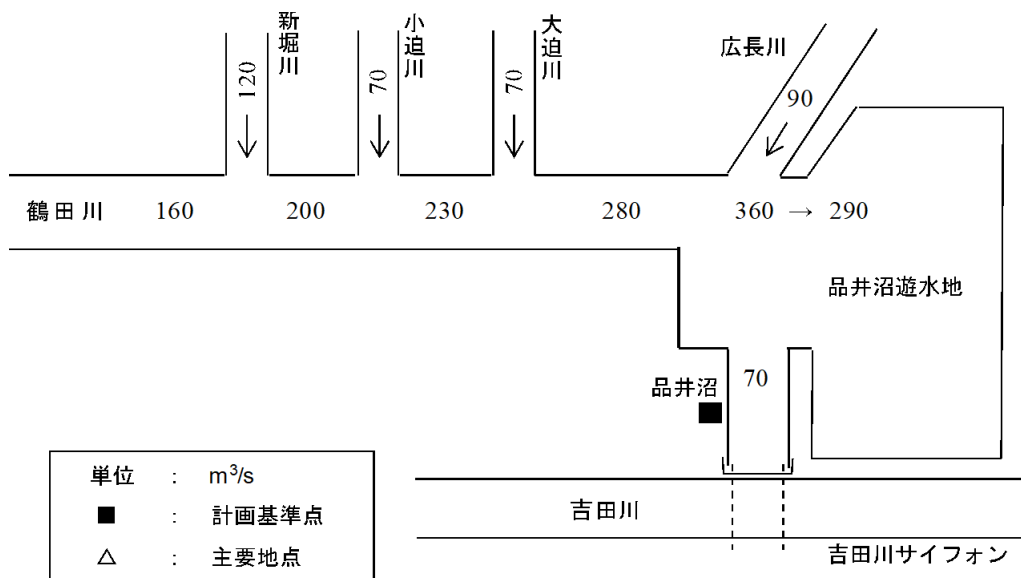 新堀川
小迫川
大迫川
広長川
120
70
70
90
鶴田川 160 200 230 280 360 → 290
品井沼遊水地
品井沼
70
単位 : m³/s
■ : 計画基準点
△ : 主要地点
吉田川
吉田川サイフォン